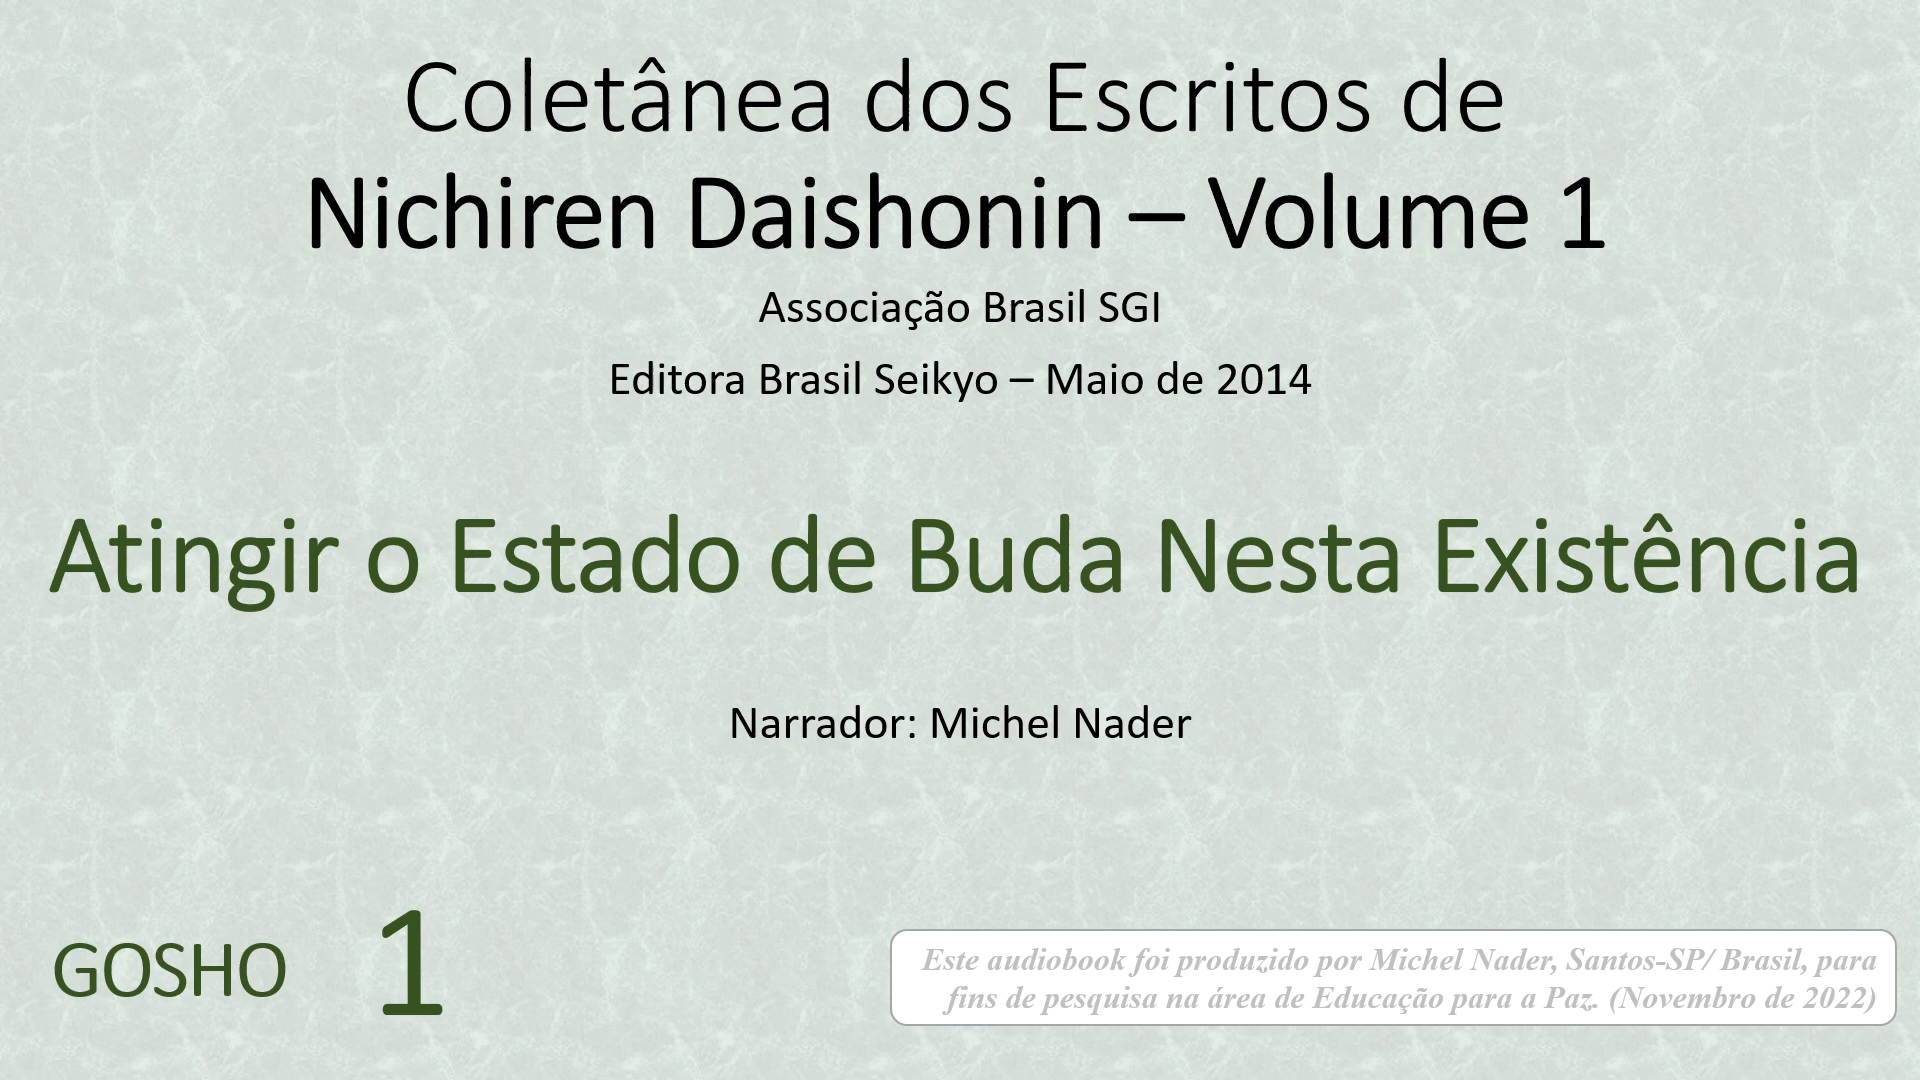 Coletânea dos Escritos de
Nichiren Daishonin – Volume 1
Associação Brasil SGI
Editora Brasil Seikyo – Maio de 2014
Atingir o Estado de Buda Nesta Existência
Narrador: Michel Nader
GOSHO 1
Este audiobook foi produzido por Michel Nader, Santos-SP/ Brasil, para
fins de pesquisa na área de Educação para a Paz. (Novembro de 2022)